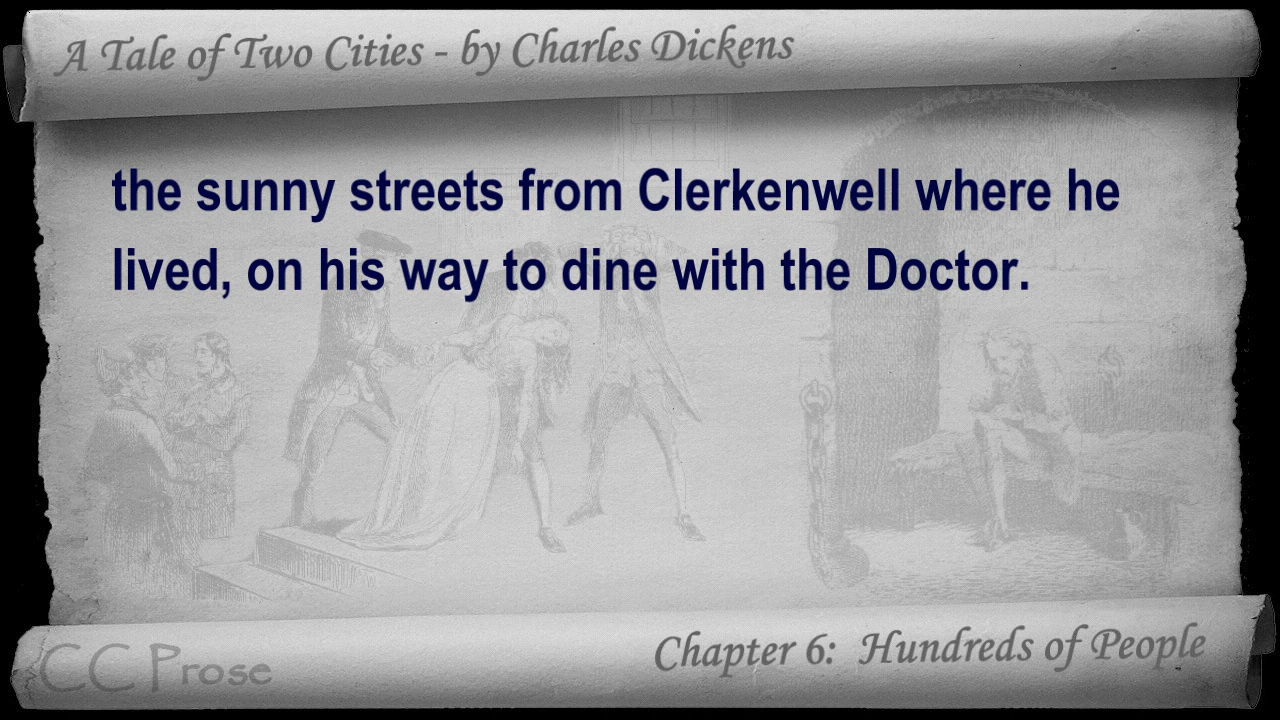 A Tale of Two Cities - by Charles Dickens
the sunny streets from Clerkenwell where he
lived, on his way to dine with the Doctor.
Chapter 6: Hundreds of People
CC Prose